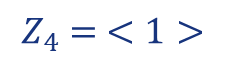 Z₄ = < 1 >